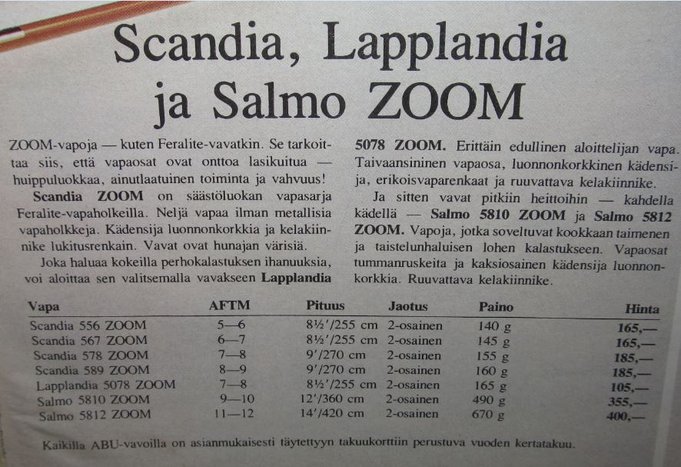 Scandia, Lapplandia
ja Salmo ZOOM
ZOOM-vapoja — kuten Feralite-vavatkin. Se tarkoit-
taa siis, että vapaosat ovat onttoa lasikuitua —
huippuluokkaa, ainutlaatuinen toiminta ja vahvuus!
Scandia ZOOM on säästöluokan vapasarja
Feralite-vapaholkeilla. Neljä vapaa ilman metallisia
vapaholkkeja. Kädensija luonnonkorkkia ja kelakiin-
nike lukitusrenkain. Vavat ovat hunajan värisiä.
Joka haluaa kokeilla perhokalastuksen ihanuuksia,
voi aloittaa sen valitsemalla vavakseen Lapplandia
5078 ZOOM. Erittäin edullinen aloittelijan vapa.
Taivaansininen vapaosa, luonnonkorkkinen kädensi-
ja, erikoisvaparenkaat ja ruuvattava kelakiinnike.
Ja sitten vavat pitkiin heittoihin — kahdella
kädellä — Salmo 5810 ZOOM ja Salmo 5812
ZOOM. Vapoja, jotka soveltuvat kookkaan taimenen
ja taistelunhaluisen lohen kalastukseen. Vapaosat
tummanruskeita ja kaksiosainen kädensija luonnon-
korkkia. Ruuvattava kelakiinnike.
Vapa AFTM Pituus Jaotus Paino Hinta
Scandia 556 ZOOM 5—6 8½'/255 cm 2-osainen 140 g 165,—
Scandia 567 ZOOM 6—7 8½'/255 cm 2-osainen 145 g 165,—
Scandia 578 ZOOM 7—8 9'/270 cm 2-osainen 155 g 185,—
Scandia 589 ZOOM 8—9 9'/270 cm 2-osainen 160 g 185,—
Lapplandia 5078 ZOOM 7—8 8½'/255 cm 2-osainen 165 g 105,—
Salmo 5810 ZOOM 9—10 12'/360 cm 2-osainen 490 g 355,—
Salmo 5812 ZOOM 11—12 14'/420 cm 2-osainen 670 g 400,—
Kaikilla ABU-vavoilla on asianmukaisesti täytettyyn takuukorttiin perustuva vuoden kertatakuu.